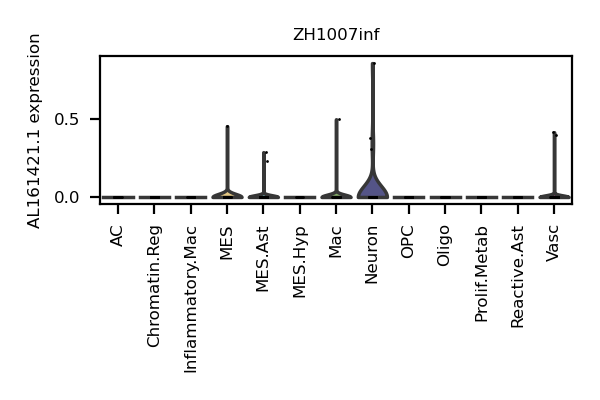 ZH1007inf
AL161421.1 expression
0.5
0.0
AC
Chromatin.Reg
Inflammatory.Mac
MES
MES.Ast
MES.Hyp
Mac
Neuron
OPC
Oligo
Prolif.Metab
Reactive.Ast
Vasc